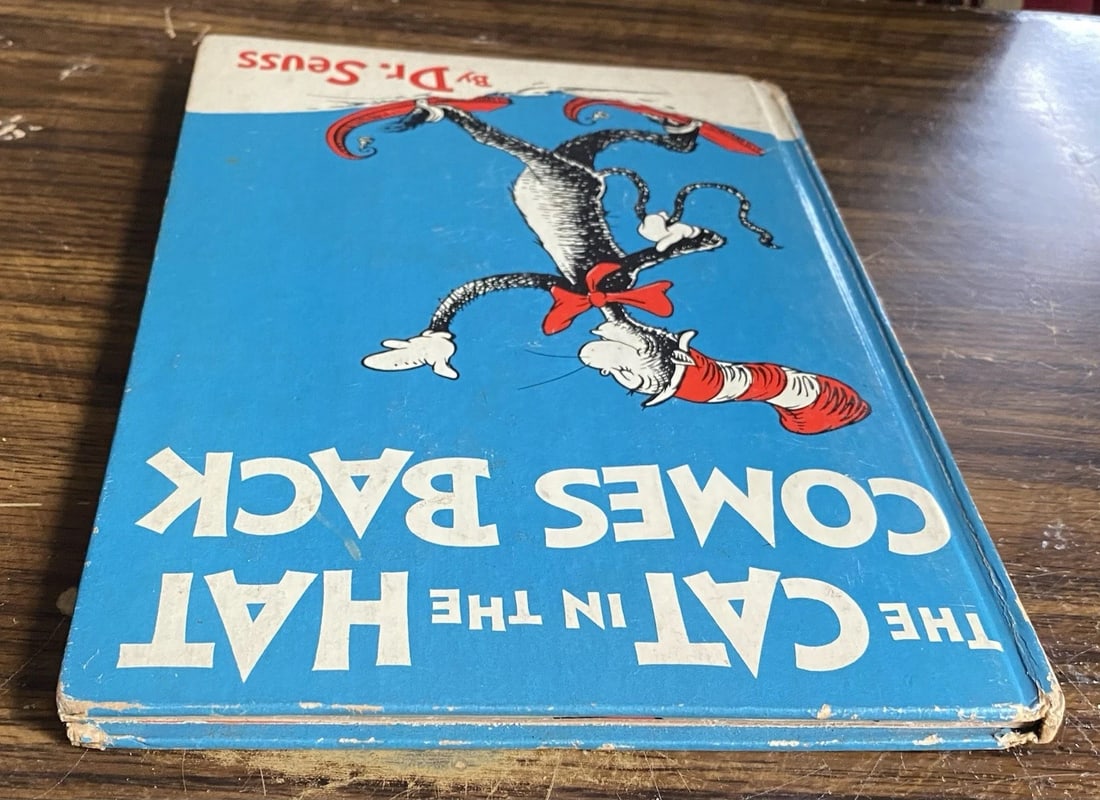 THE CAT IN THE HAT
COMES BACK
By Dr. Seuss